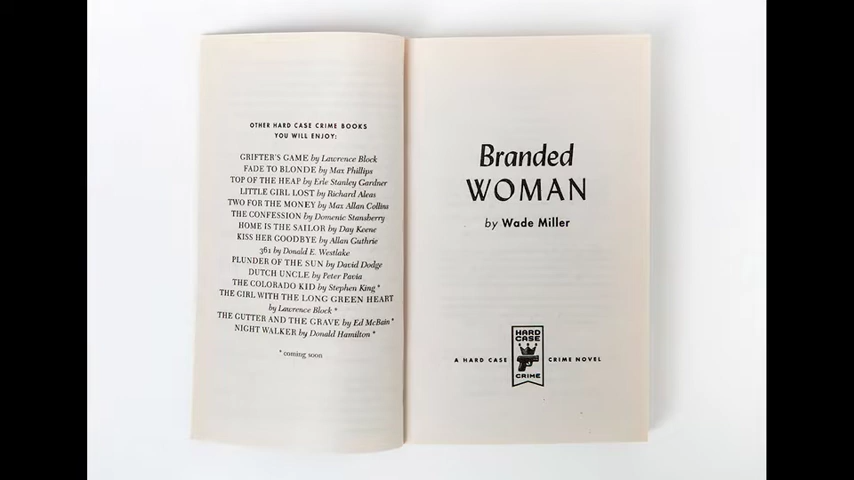 OTHER HARD CASE CRIME BOOKS
YOU WILL ENJOY:
GRIFTER'S GAME by Lawrence Block
FADE TO BLONDE by Max Phillips
TOP OF THE HEAP by Erle Stanley Gardner
LITTLE GIRL LOST by Richard Aleas
TWO FOR THE MONEY by Max Allan Collins
THE CONFESSION by Domenic Stansberry
HOME IS THE SAILOR by Day Keene
KISS HER GOODBYE by Allan Guthrie
361 by Donald E. Westlake
PLUNDER OF THE SUN by David Dodge
DUTCH UNCLE by Peter Pavia
THE COLORADO KID by Stephen King *
THE GIRL WITH THE LONG GREEN HEART
by Lawrence Block *
THE GUTTER AND THE GRAVE by Ed McBain *
NIGHT WALKER by Donald Hamilton *
* coming soon
Branded
WOMAN
by Wade Miller
HARD
CASE
CRIME
A HARD CASE CRIME NOVEL